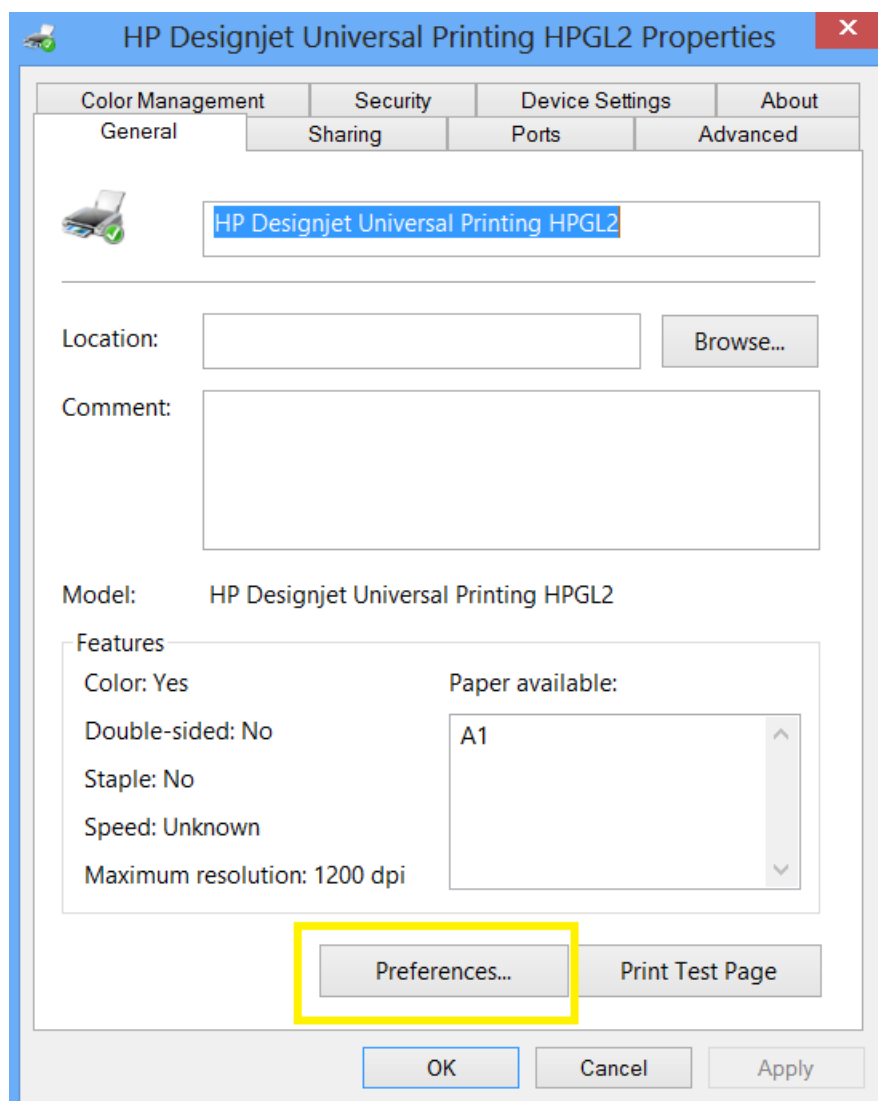 HP Designjet Universal Printing HPGL2 Properties
Color Management Security Device Settings About
General Sharing Ports Advanced
HP Designjet Universal Printing HPGL2
Location:
Browse...
Comment:
Model: HP Designjet Universal Printing HPGL2
Features
Color: Yes
Paper available:
Double-sided: No
A1
Staple: No
Speed: Unknown
Maximum resolution: 1200 dpi
Preferences... Print Test Page
OK Cancel Apply